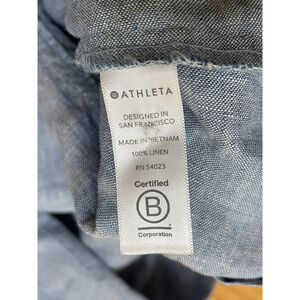 ATHLETA
DESIGNED IN
SAN FRANCISCO
MADE IN VIETNAM
100% LINEN
RN 54023
Certified
B
Corporation